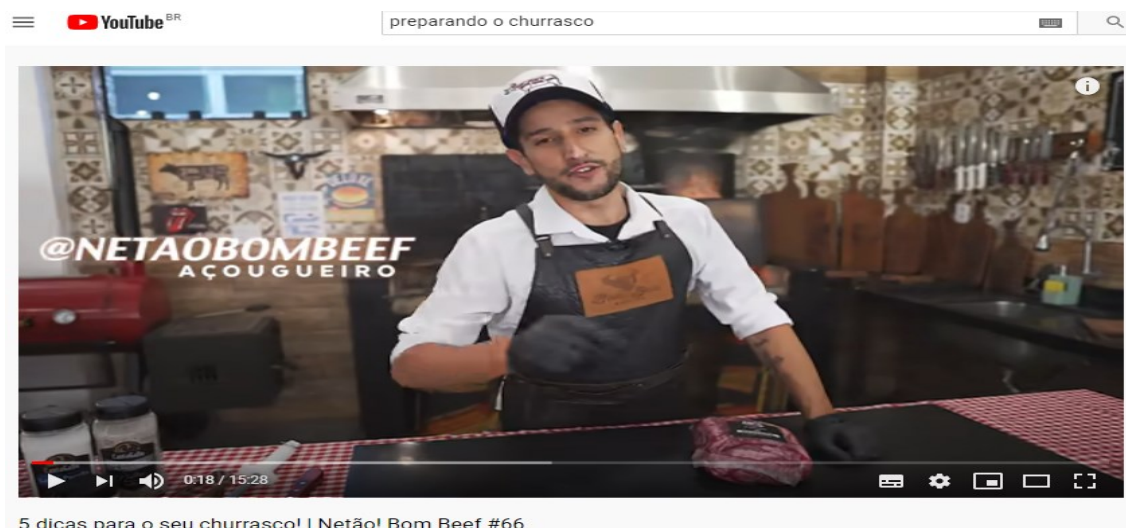 YouTube BR
preparando o churrasco
@NETAOBOMBEEF
AÇOUGUEIRO
0:18 / 15:28
5 dicas para o seu churrasco! | Netão! Bom Beef #66